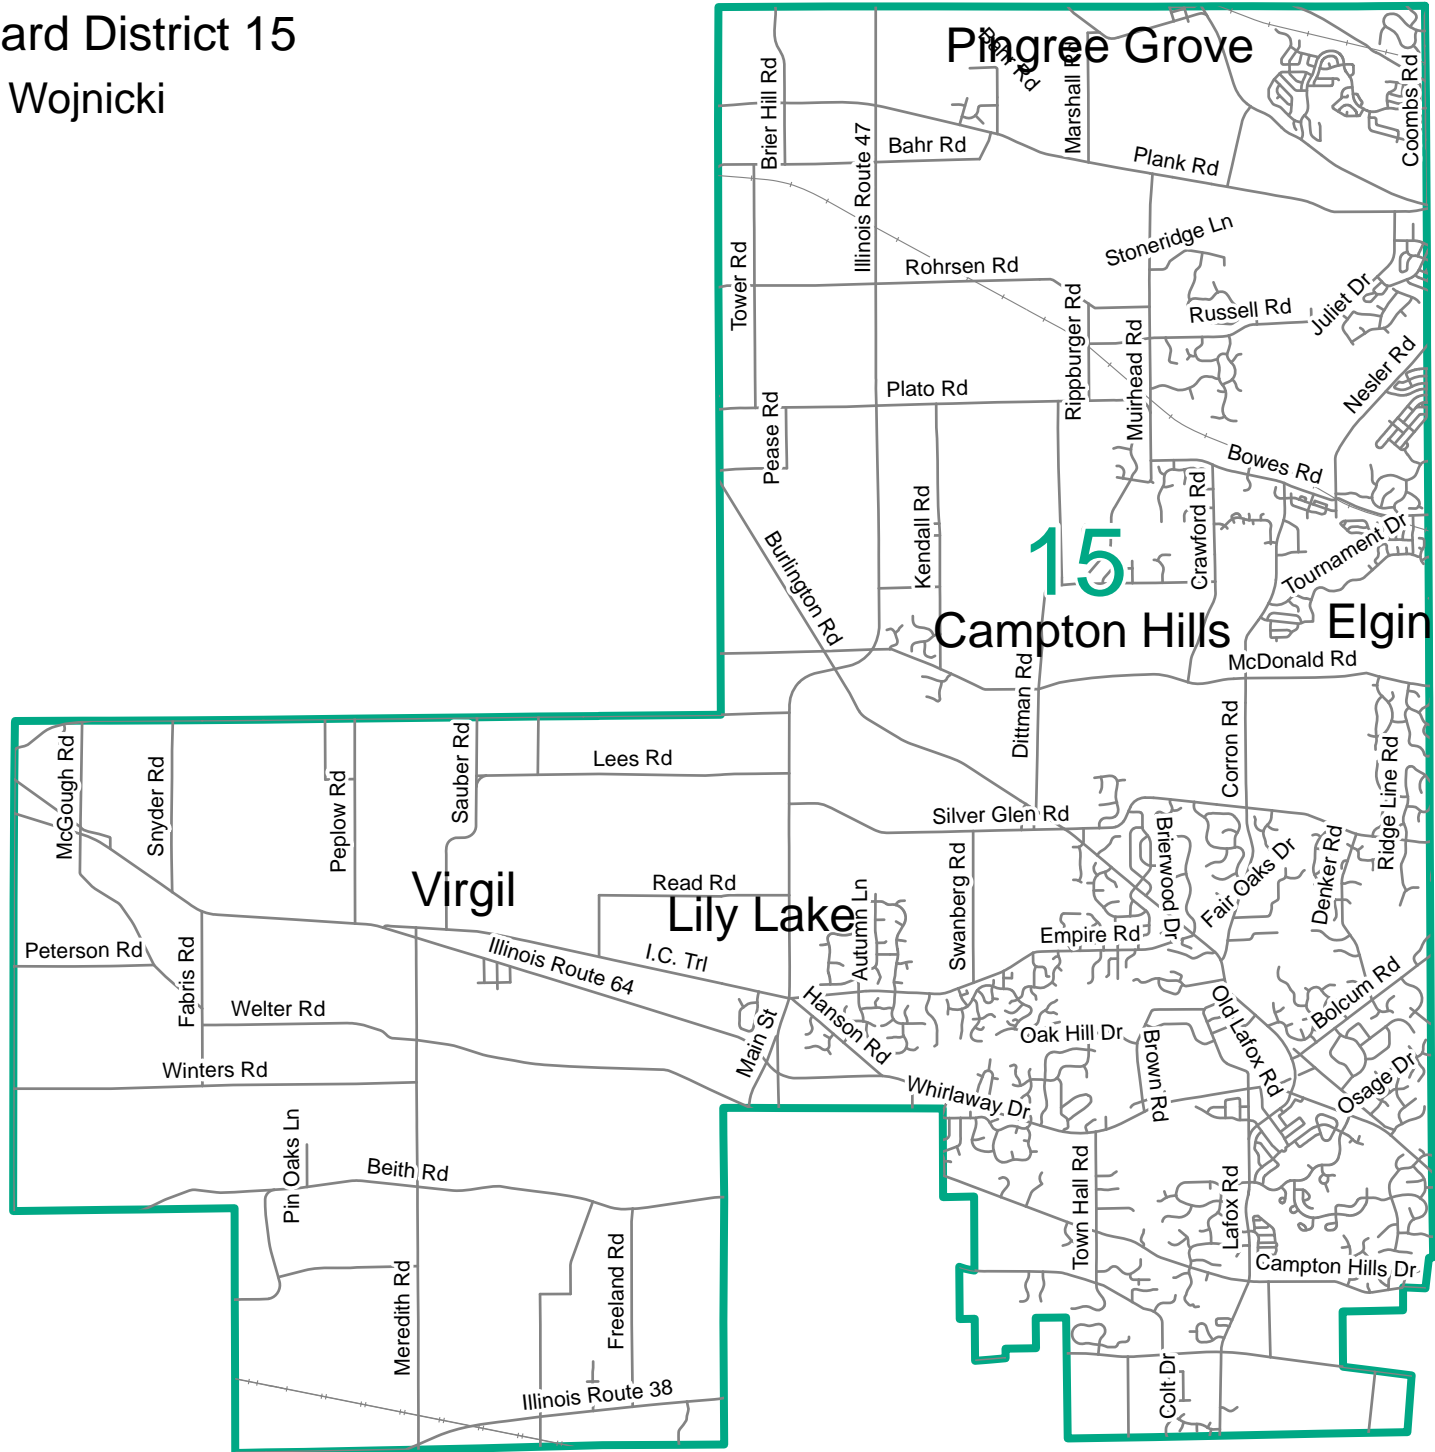 ard District 15
Wojnicki
Pingree Grove
Bahr Rd
Marshall Rd
Coombs Rd
Brier Hill Rd
Illinois Route 47
Bahr Rd
Plank Rd
Stoneridge Ln
Tower Rd
Rohrsen Rd
Rippburger Rd
Russell Rd
Juliet Dr
Muirhead Rd
Nesler Rd
Plato Rd
Pease Rd
Bowes Rd
Kendall Rd
Crawford Rd
Burlington Rd
15
Tournament Dr
Campton Hills
Elgin
McDonald Rd
Dittman Rd
Corron Rd
McGough Rd
Snyder Rd
Peplow Rd
Sauber Rd
Lees Rd
Ridge Line Rd
Silver Glen Rd
Brierwood Dr
Fair Oaks Dr
Denker Rd
Swanberg Rd
Virgil
Read Rd
Lily Lake
Autumn Ln
Empire Rd
Peterson Rd
Fabris Rd
Illinois Route 64
I.C. Trl
Bolcum Rd
Welter Rd
Main St
Hanson Rd
Oak Hill Dr
Old Lafox Rd
Winters Rd
Brown Rd
Osage Dr
Whirlaway Dr
Pin Oaks Ln
Beith Rd
Town Hall Rd
Lafox Rd
Campton Hills Dr
Meredith Rd
Freeland Rd
Colt Dr
Illinois Route 38